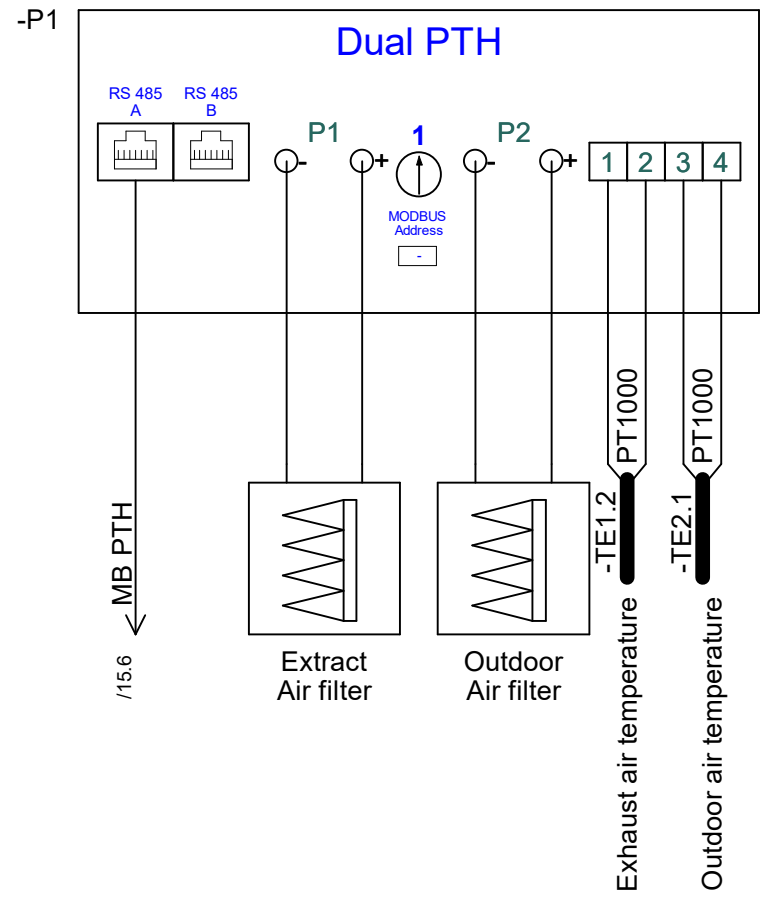 -P1
Dual PTH
RS 485
A
RS 485
B
P1
1
P2
-
+
-
+
1
2
3
4
MODBUS
Address
-
MB PTH
/15.6
Extract
Air filter
Outdoor
Air filter
-TE1.2
PT1000
Exhaust air temperature
-TE2.1
PT1000
Outdoor air temperature